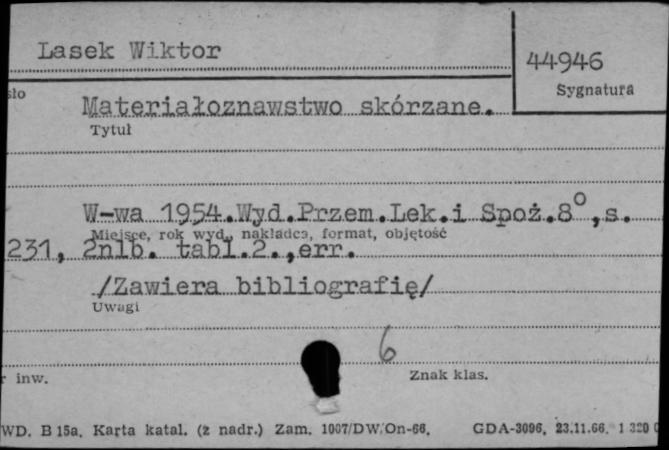 Lasek Wiktor
44946
Sygnatura
sło
Materiałoznawstwo skórzane.
Tytuł
W-wa 1954.Wyd.Przem.Lek.i Spoż.8°,s.
Miejsce, rok wyd., nakładca, format, objętość
231, 2nlb. tabl.2.,err.
/Zawiera bibliografię/
Uwagi
6
r inw.
Znak klas.
WD. B 15a. Karta katal. (z nadr.) Zam. 1007/DW/On-66. GDA-3096. 23.11.66. 1 320 0